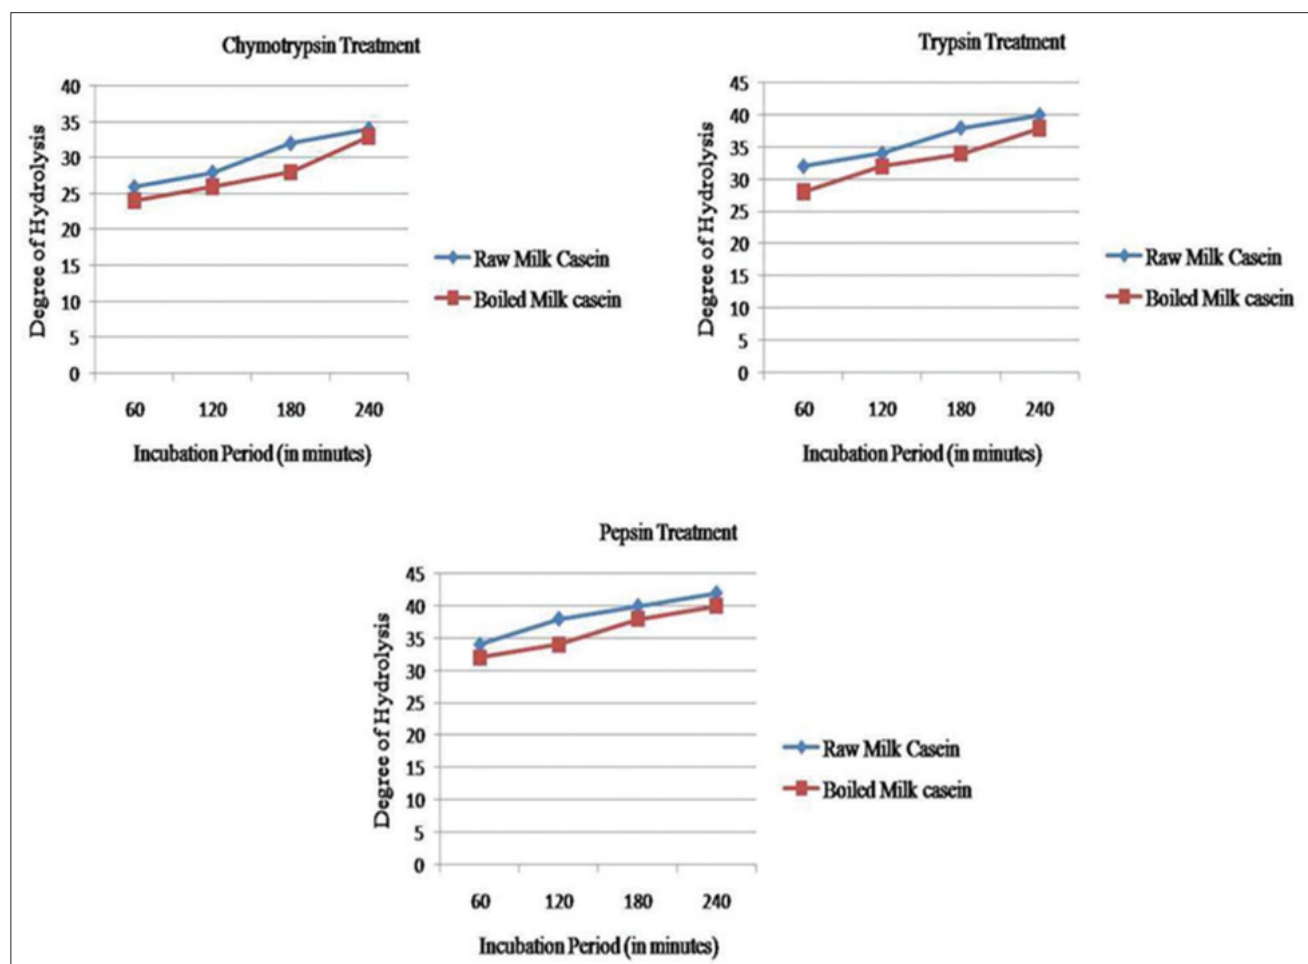 Chymotrypsin Treatment
40
35
30
25
20
15
10
5
0
Degree of Hydrolysis
60 120 180 240
Incubation Period (in minutes)
Raw Milk Casein
Boiled Milk casein
Trypsin Treatment
45
40
35
30
25
20
15
10
5
0
Degree of Hydrolysis
60 120 180 240
Incubation Period (in minutes)
Raw Milk Casein
Boiled Milk casein
Pepsin Treatment
45
40
35
30
25
20
15
10
5
0
Degree of Hydrolysis
60 120 180 240
Incubation Period (in minutes)
Raw Milk Casein
Boiled Milk casein